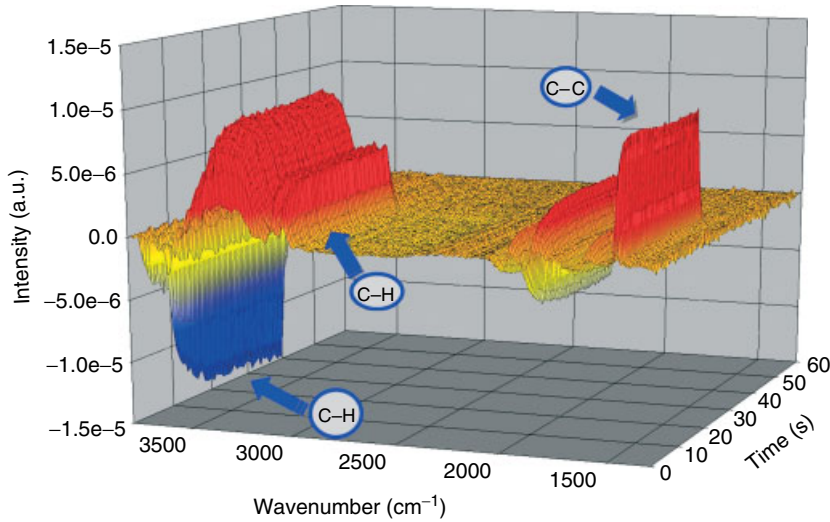 1.5e−5
1.0e−5
5.0e−6
0.0
−5.0e−6
−1.0e−5
−1.5e−5
Intensity (a.u.)
C–C
C–H
C–H
3500
3000
2500
2000
1500
Wavenumber (cm⁻¹)
0
10
20
30
40
50
60
Time (s)